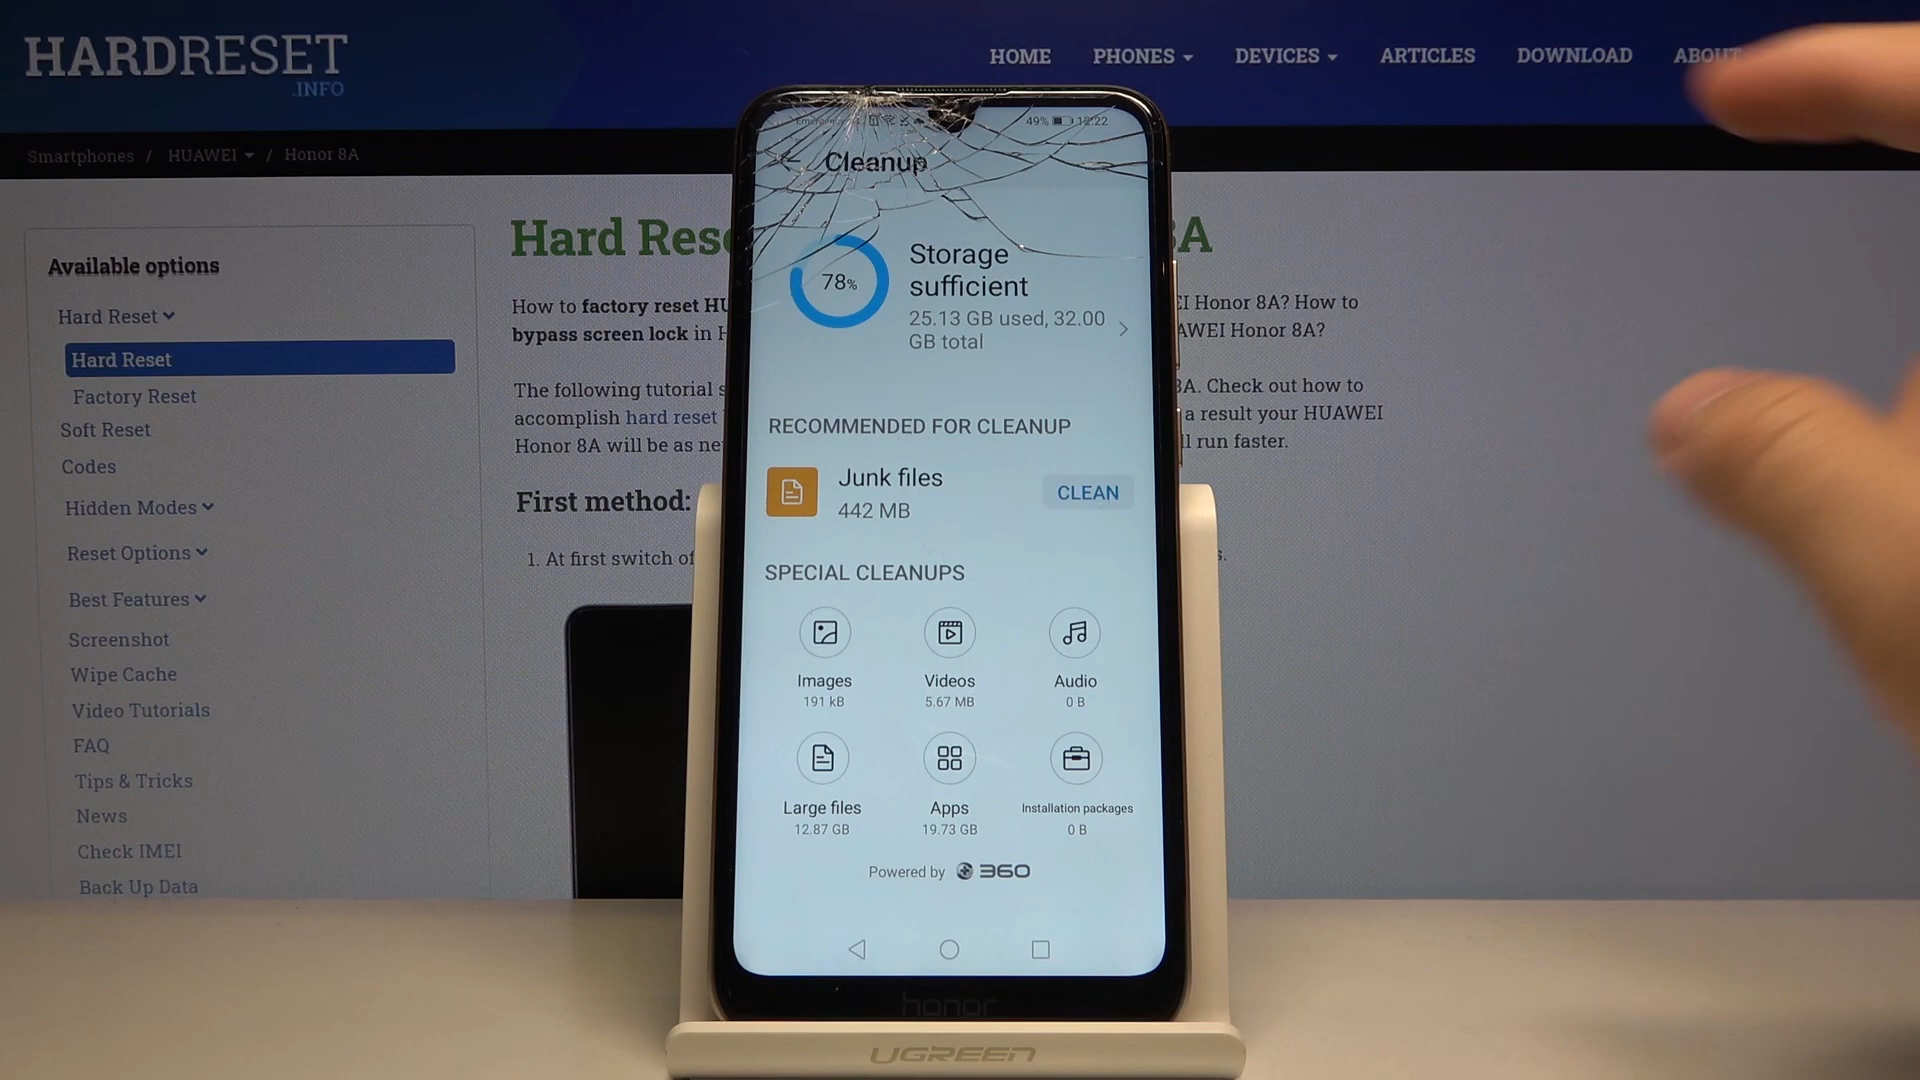 HARDRESET
.INFO
HOME PHONES DEVICES ARTICLES DOWNLOAD ABOUT
Smartphones / HUAWEI / Honor 8A
Available options
Hard Reset
Hard Reset
Factory Reset
Soft Reset
Codes
Hidden Modes
Reset Options
Best Features
Screenshot
Wipe Cache
Video Tutorials
FAQ
Tips & Tricks
News
Check IMEI
Back Up Data
Hard Res 8A
How to factory reset HU EI Honor 8A? How to
bypass screen lock in H AWEI Honor 8A?
The following tutorial s 8A. Check out how to
accomplish hard reset a result your HUAWEI
Honor 8A will be as ne ll run faster.
First method:
1. At first switch of s.
49% 12:22
Cleanup
78%
Storage
sufficient
25.13 GB used, 32.00
GB total
RECOMMENDED FOR CLEANUP
Junk files
442 MB
CLEAN
SPECIAL CLEANUPS
Images Videos Audio
191 kB 5.67 MB 0 B
Large files Apps Installation packages
12.87 GB 19.73 GB 0 B
Powered by 360
honor
UGREEN